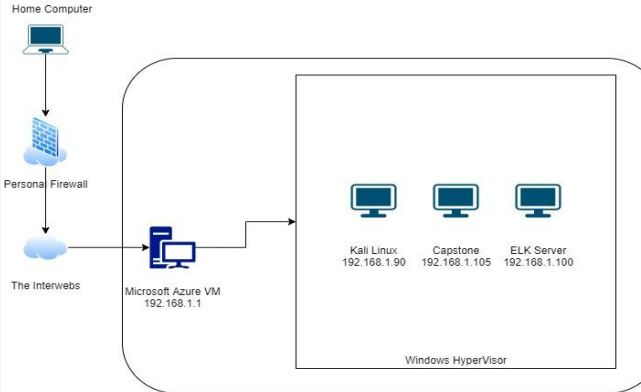 Home Computer
Personal Firewall
The Interwebs
Microsoft Azure VM
192.168.1.1
Kali Linux
192.168.1.90
Capstone
192.168.1.105
ELK Server
192.168.1.100
Windows HyperVisor